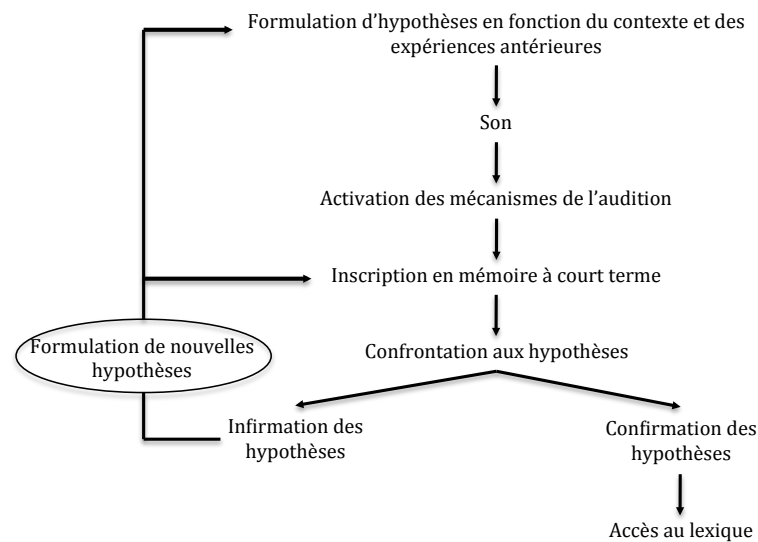 Formulation d’hypothèses en fonction du contexte et des
expériences antérieures
Son
Activation des mécanismes de l’audition
Inscription en mémoire à court terme
Formulation de nouvelles
hypothèses
Confrontation aux hypothèses
Infirmation des
hypothèses
Confirmation des
hypothèses
Accès au lexique